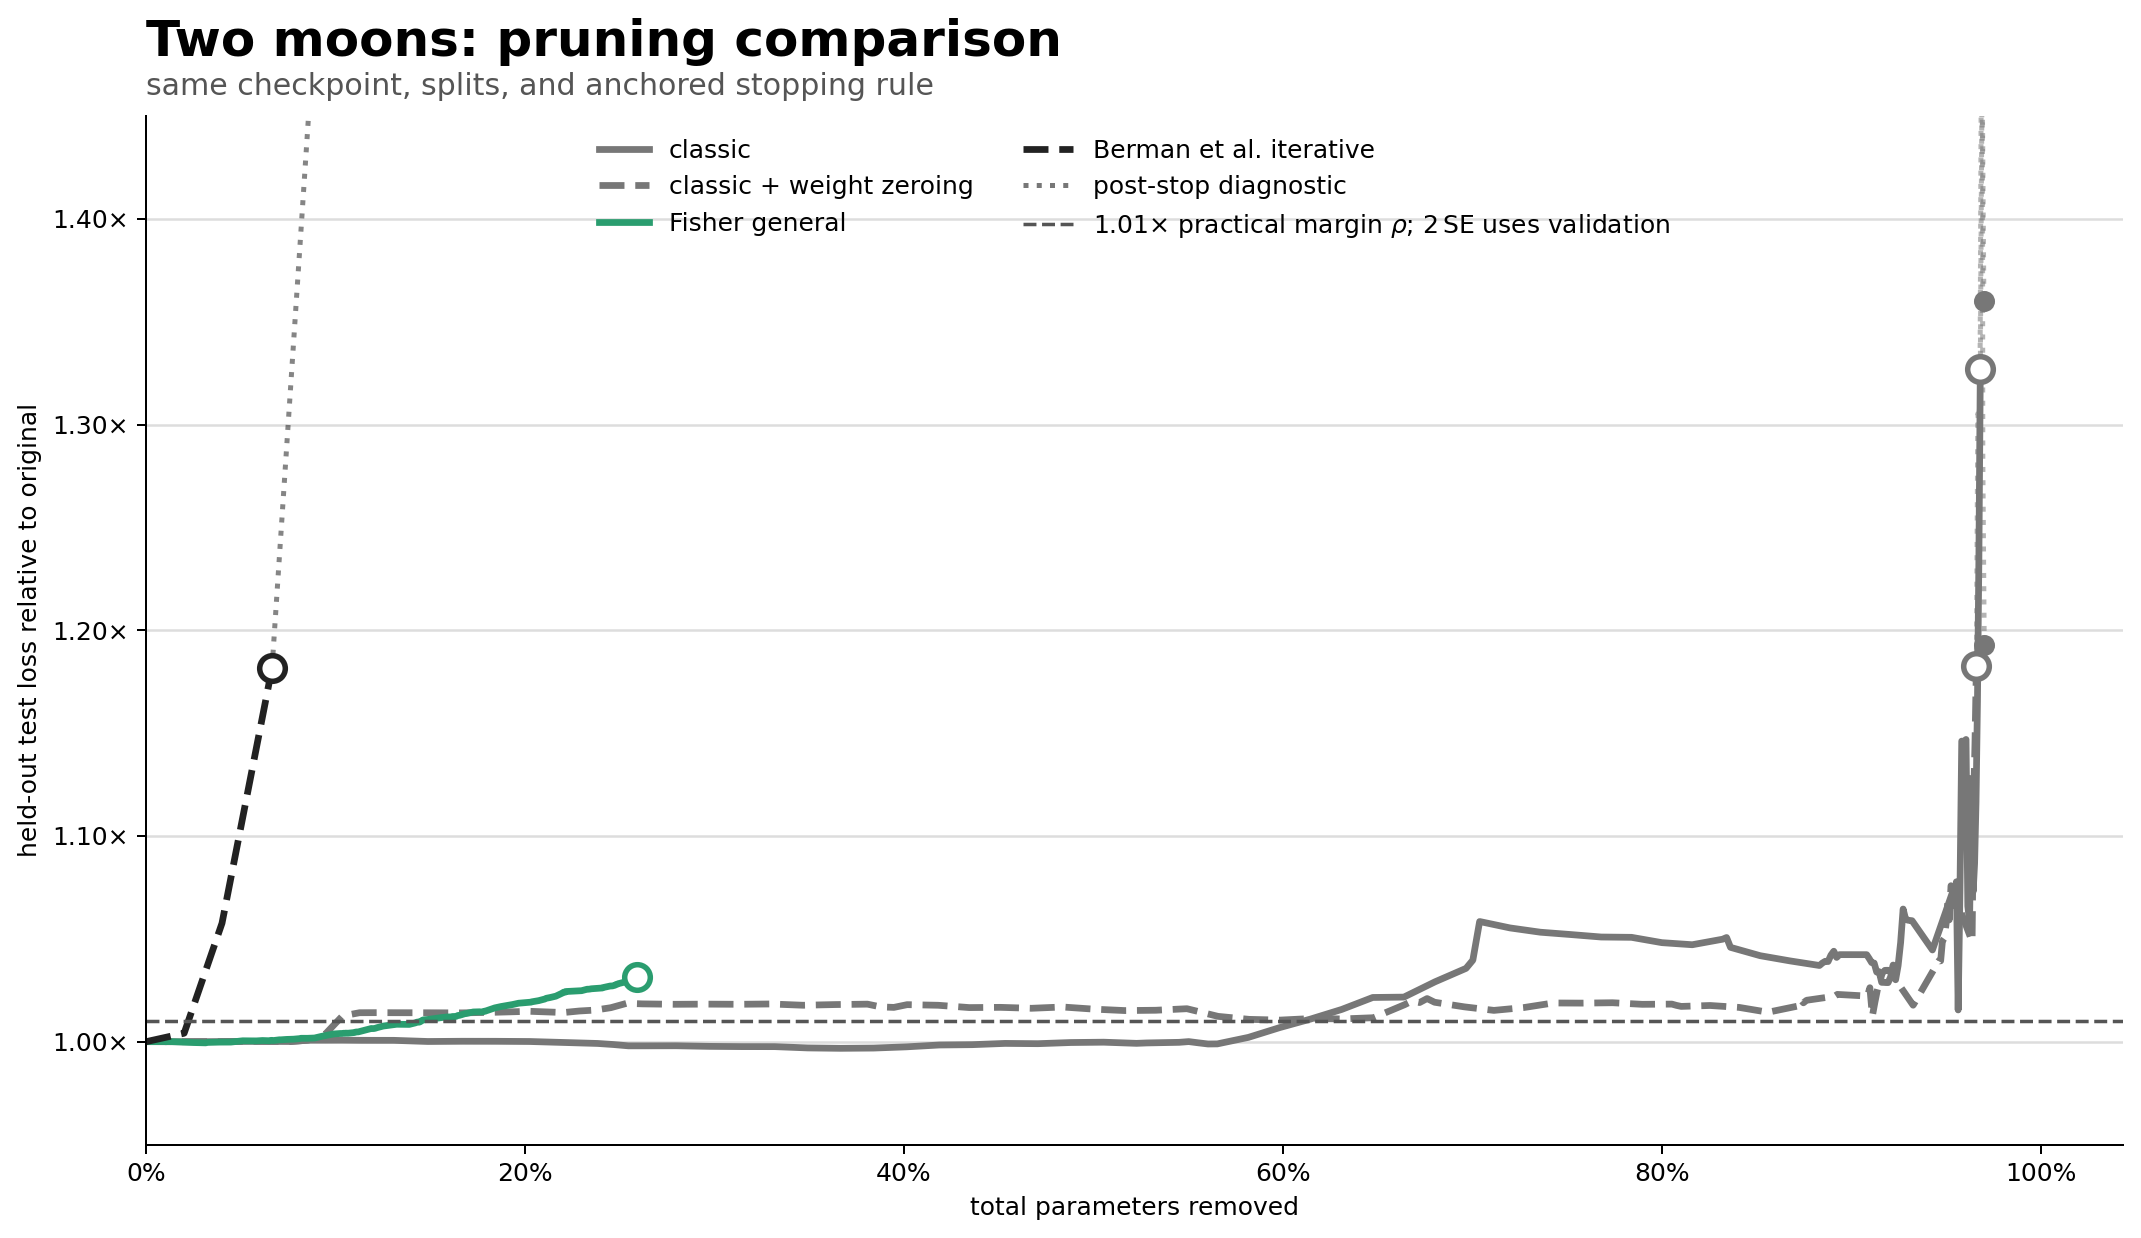 Two moons: pruning comparison
same checkpoint, splits, and anchored stopping rule
classic
classic + weight zeroing
Fisher general
Berman et al. iterative
post-stop diagnostic
1.01× practical margin ρ; 2 SE uses validation
held-out test loss relative to original
1.40×
1.30×
1.20×
1.10×
1.00×
0%
20%
40%
60%
80%
100%
total parameters removed